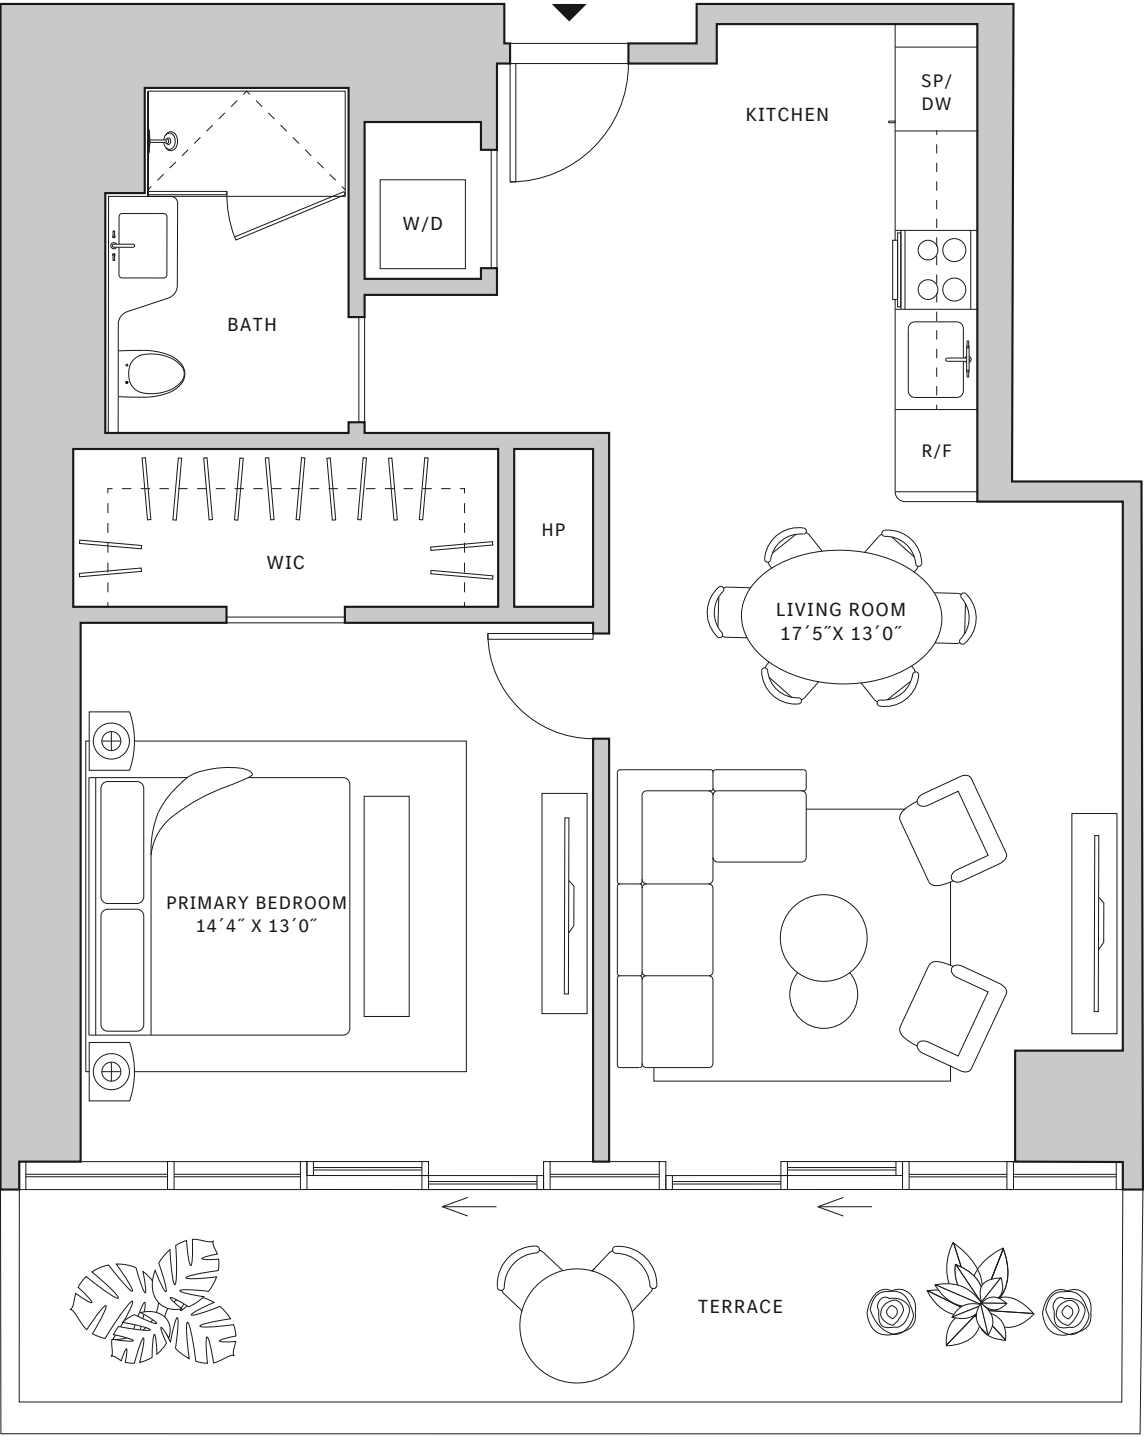 SP/
DW
KITCHEN
W/D
BATH
R/F
HP
WIC
LIVING ROOM
17´5˝X 13´0˝
PRIMARY BEDROOM
14´4˝ X 13´0˝
TERRACE